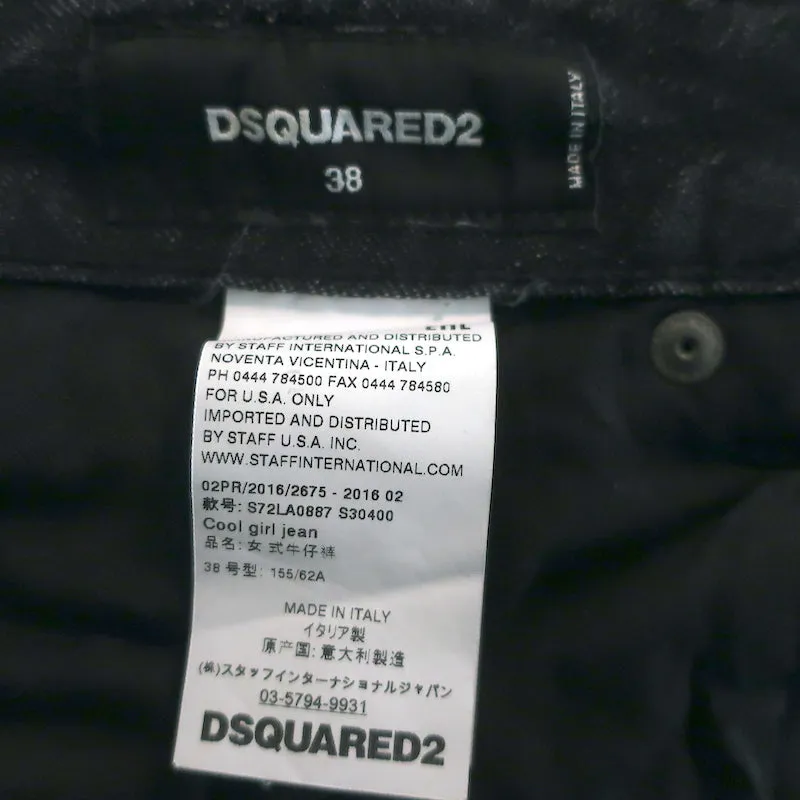 DSQUARED2
38
MADE IN ITALY
MANUFACTURED AND DISTRIBUTED
BY STAFF INTERNATIONAL S.P.A.
NOVENTA VICENTINA - ITALY
PH 0444 784500 FAX 0444 784580
FOR U.S.A. ONLY
IMPORTED AND DISTRIBUTED
BY STAFF U.S.A. INC.
WWW.STAFFINTERNATIONAL.COM
02PR/2016/2675 - 2016 02
款号: S72LA0887 S30400
Cool girl jean
品名: 女 式牛仔裤
38 号型: 155/62A
MADE IN ITALY
イタリア製
原产国: 意大利製造
(株)スタッフインターナショナルジャパン
03-5794-9931
DSQUARED2